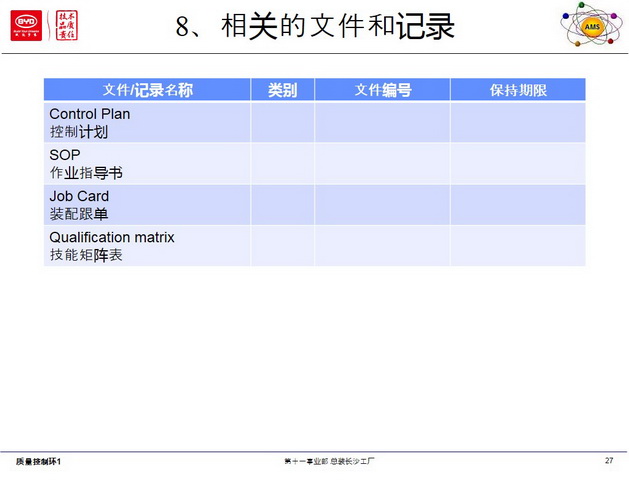 BYD
技术
品质
责任
8、相关的文件和记录
AMS
文件/记录名称 类别 文件编号 保持期限
Control Plan
控制计划
SOP
作业指导书
Job Card
装配跟单
Qualification matrix
技能矩阵表
质量控制环1 第十一事业部 总装长沙工厂 27